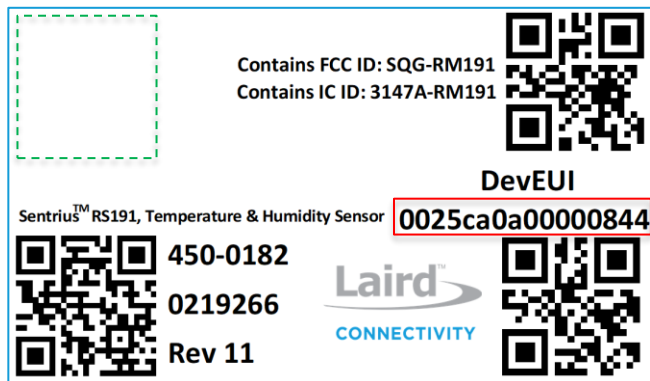 Contains FCC ID: SQG-RM191
Contains IC ID: 3147A-RM191
DevEUI
Sentrius™ RS191, Temperature & Humidity Sensor
0025ca0a00000844
450-0182
0219266
Rev 11
Laird™
CONNECTIVITY